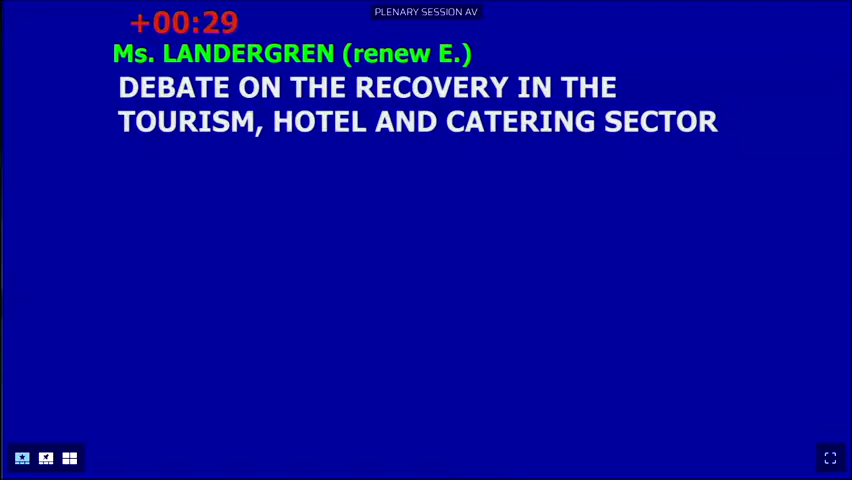 PLENARY SESSION AV
+00:29
Ms. LANDERGREN (renew E.)
DEBATE ON THE RECOVERY IN THE
TOURISM, HOTEL AND CATERING SECTOR